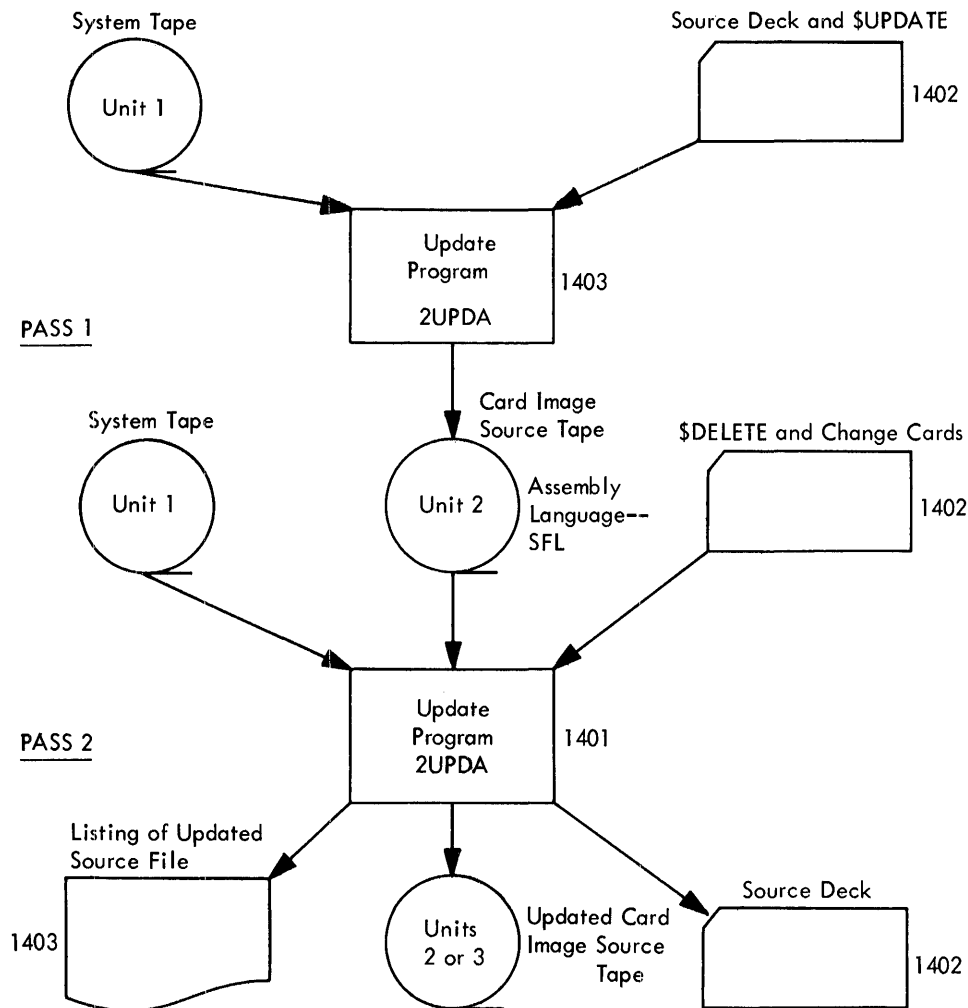 System Tape
Source Deck and $UPDATE
Unit 1
1402
Update
Program
2UPDA
1403
PASS 1
Card Image
Source Tape
System Tape
$DELETE and Change Cards
Unit 1
Unit 2
Assembly
Language--
SFL
1402
Update
Program
2UPDA
1401
PASS 2
Listing of Updated
Source File
1403
Units
2 or 3
Updated Card
Image Source
Tape
Source Deck
1402